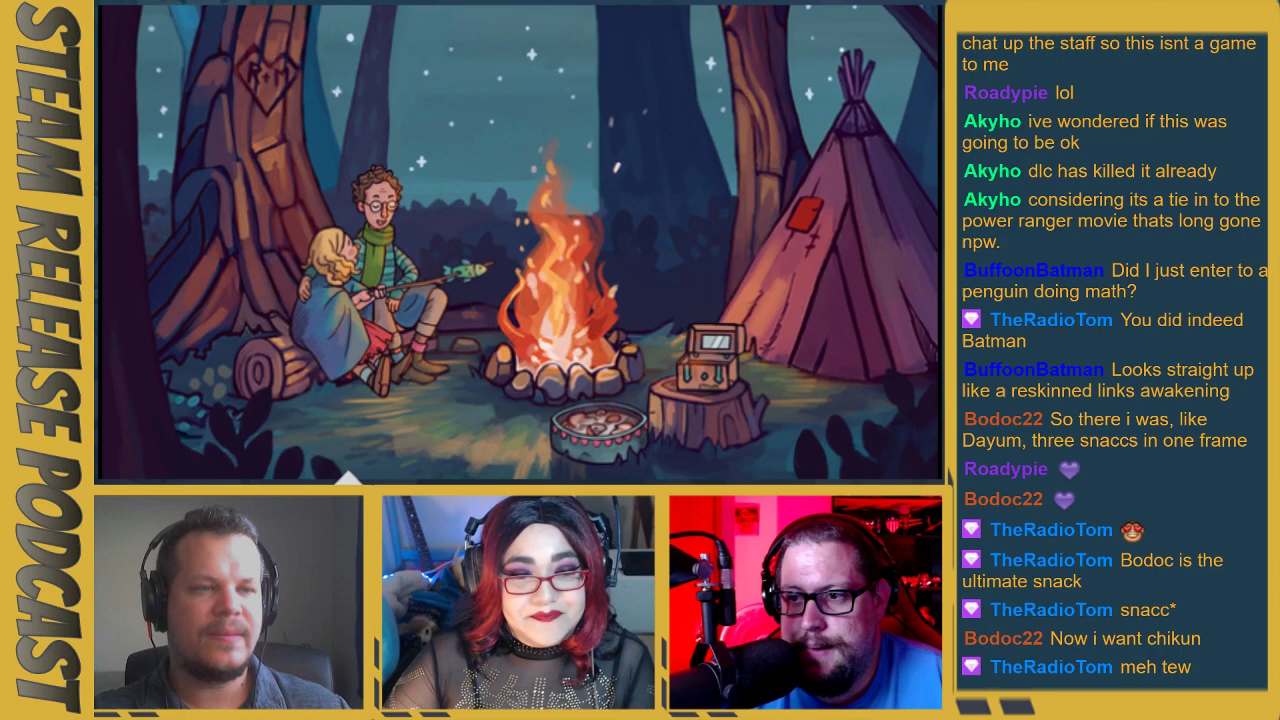 STEAM RELEASE PODCAST
R+M
chat up the staff so this isnt a game
to me
Roadypie lol
Akyho ive wondered if this was
going to be ok
Akyho dlc has killed it already
Akyho considering its a tie in to the
power ranger movie thats long gone
npw.
BuffoonBatman Did I just enter to a
penguin doing math?
TheRadioTom You did indeed
Batman
BuffoonBatman Looks straight up
like a reskinned links awakening
Bodoc22 So there i was, like
Dayum, three snaccs in one frame
Roadypie
Bodoc22
TheRadioTom
TheRadioTom Bodoc is the
ultimate snack
TheRadioTom snacc*
Bodoc22 Now i want chikun
TheRadioTom meh tew